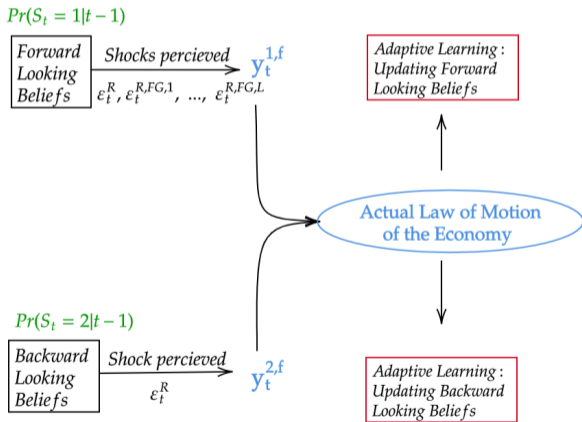 Pr(S_t = 1|t − 1)
Forward
Looking
Beliefs
Shocks percieved
ε_t^R, ε_t^{R,FG,1}, ..., ε_t^{R,FG,L}
y_t^{1,f}
Adaptive Learning :
Updating Forward
Looking Beliefs
Actual Law of Motion
of the Economy
Pr(S_t = 2|t − 1)
Backward
Looking
Beliefs
Shock percieved
ε_t^R
y_t^{2,f}
Adaptive Learning :
Updating Backward
Looking Beliefs